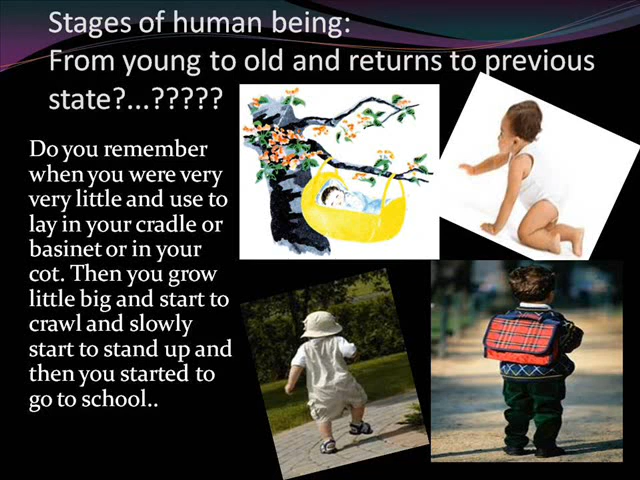 Stages of human being:
From young to old and returns to previous
state?...?????
Do you remember
when you were very
very little and use to
lay in your cradle or
basinet or in your
cot. Then you grow
little big and start to
crawl and slowly
start to stand up and
then you started to
go to school..